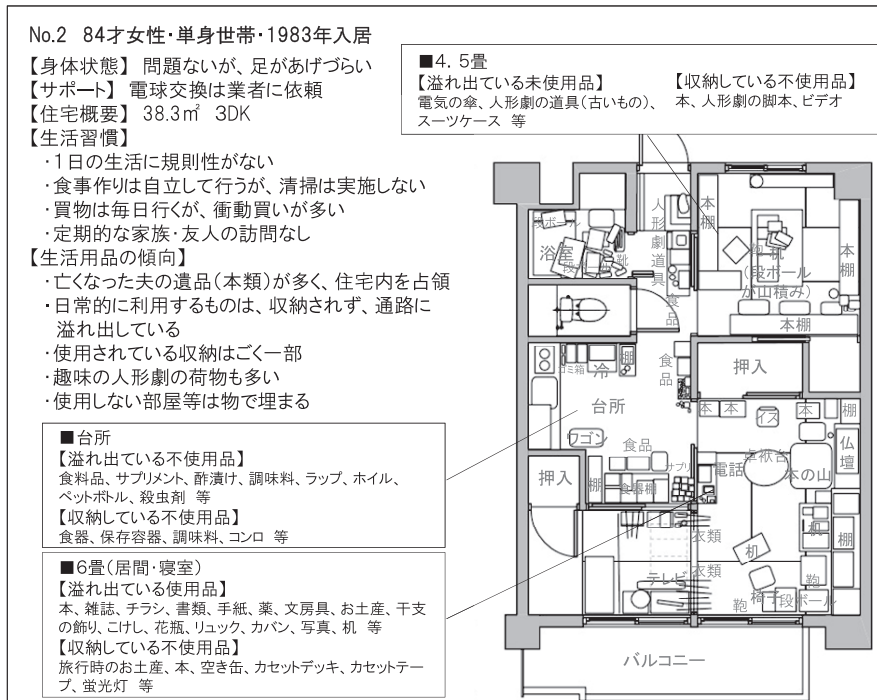 No.2 84才女性・単身世帯・1983年入居
【身体状態】 問題ないが、足があげづらい
【サポート】 電球交換は業者に依頼
【住宅概要】 38.3㎡ 3DK
【生活習慣】
・1日の生活に規則性がない
・食事作りは自立して行うが、清掃は実施しない
・買物は毎日行くが、衝動買いが多い
・定期的な家族・友人の訪問なし
【生活用品の傾向】
・亡くなった夫の遺品(本類)が多く、住宅内を占領
・日常的に利用するものは、収納されず、通路に
溢れ出している
・使用されている収納はごく一部
・趣味の人形劇の荷物も多い
・使用しない部屋等は物で埋まる
■4.5畳
【溢れ出ている未使用品】
電気の傘、人形劇の道具(古いもの)、
スーツケース 等
【収納している不使用品】
本、人形劇の脚本、ビデオ
■台所
【溢れ出ている不使用品】
食料品、サプリメント、酢漬け、調味料、ラップ、ホイル、
ペットボトル、殺虫剤 等
【収納している不使用品】
食器、保存容器、調味料、コンロ 等
■6畳(居間・寝室)
【溢れ出ている使用品】
本、雑誌、チラシ、書類、手紙、薬、文房具、お土産、干支
の飾り、こけし、花瓶、リュック、カバン、写真、机 等
【収納している不使用品】
旅行時のお土産、本、空き缶、カセットデッキ、カセットテー
プ、蛍光灯 等
段ボール
浴室
靴
人形劇道具
食品
本棚
机
(段ボール
が山積み)
本棚
本棚
ゴミ箱
冷
棚
食品
台所
ワゴン
食品
サプリ
棚
食器棚
押入
押入
本
本
イス
本
棚
電話
本の山
仏壇
机
棚
衣類
机
衣類
テレビ
鞄
椅子
鞄
段ボール
バルコニー